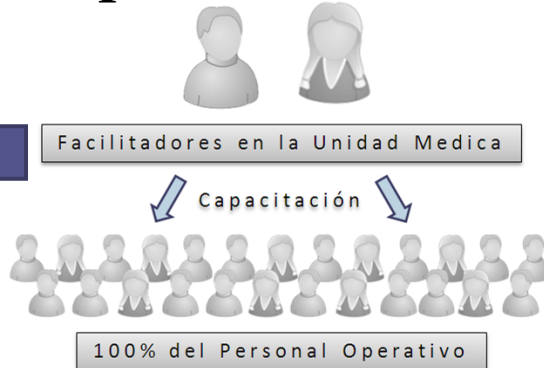 Facilitadores en la Unidad Medica
Capacitación
100% del Personal Operativo